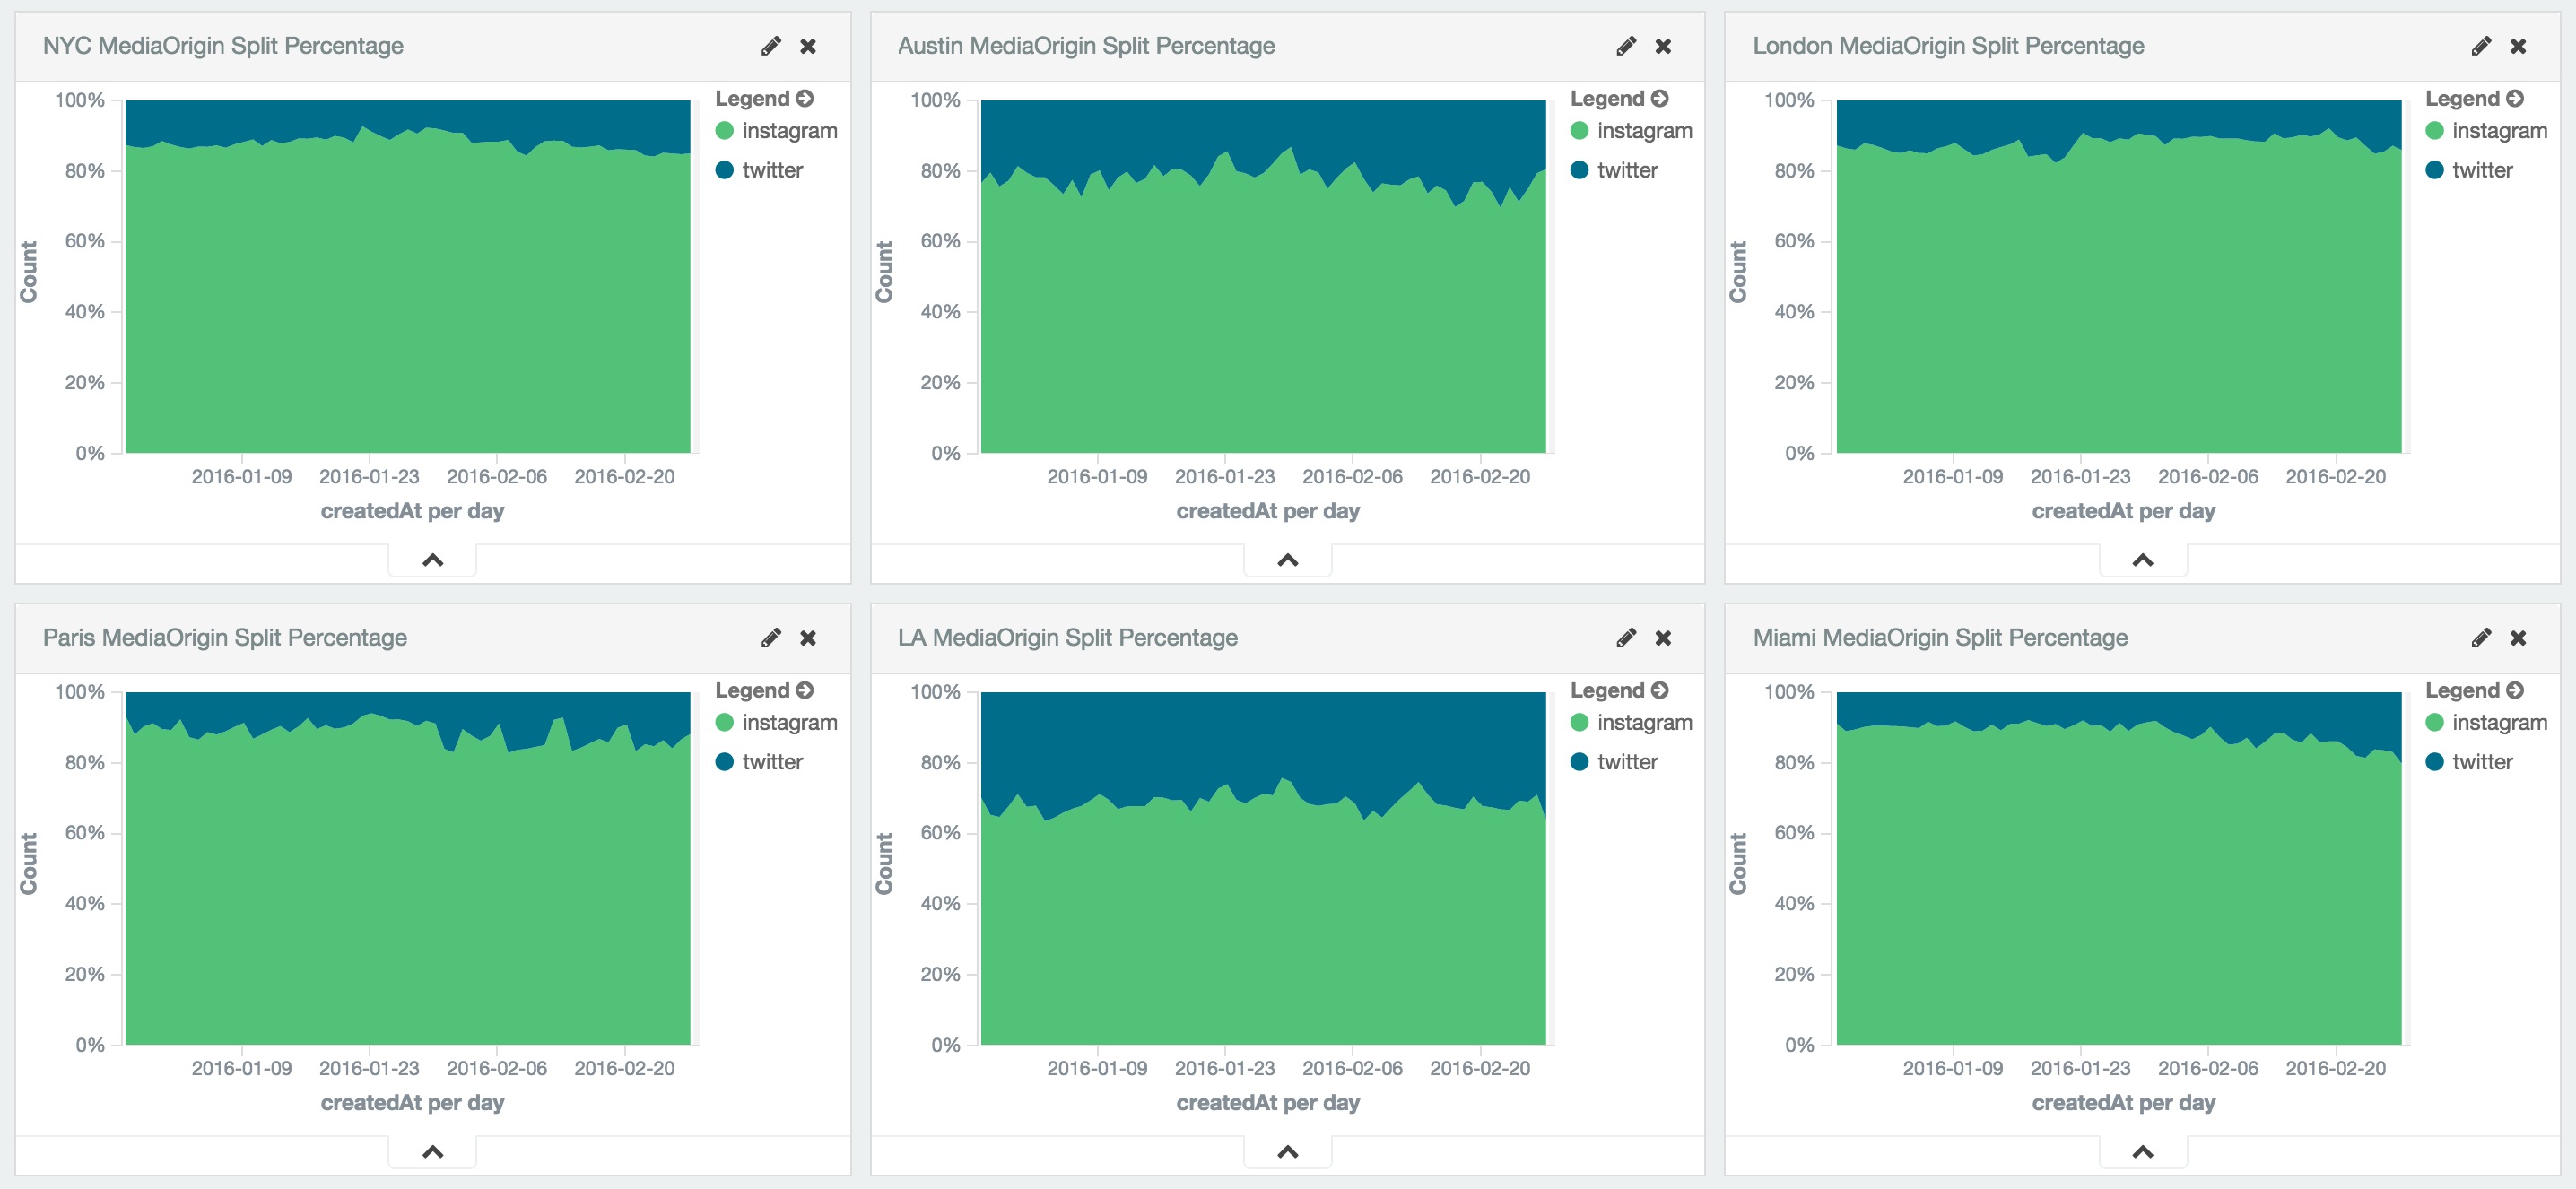 NYC MediaOrigin Split Percentage
100%
80%
60%
40%
20%
0%
Count
2016-01-09 2016-01-23 2016-02-06 2016-02-20
createdAt per day
Legend
instagram
twitter
Austin MediaOrigin Split Percentage
100%
80%
60%
40%
20%
0%
Count
2016-01-09 2016-01-23 2016-02-06 2016-02-20
createdAt per day
Legend
instagram
twitter
London MediaOrigin Split Percentage
100%
80%
60%
40%
20%
0%
Count
2016-01-09 2016-01-23 2016-02-06 2016-02-20
createdAt per day
Legend
instagram
twitter
Paris MediaOrigin Split Percentage
100%
80%
60%
40%
20%
0%
Count
2016-01-09 2016-01-23 2016-02-06 2016-02-20
createdAt per day
Legend
instagram
twitter
LA MediaOrigin Split Percentage
100%
80%
60%
40%
20%
0%
Count
2016-01-09 2016-01-23 2016-02-06 2016-02-20
createdAt per day
Legend
instagram
twitter
Miami MediaOrigin Split Percentage
100%
80%
60%
40%
20%
0%
Count
2016-01-09 2016-01-23 2016-02-06 2016-02-20
createdAt per day
Legend
instagram
twitter